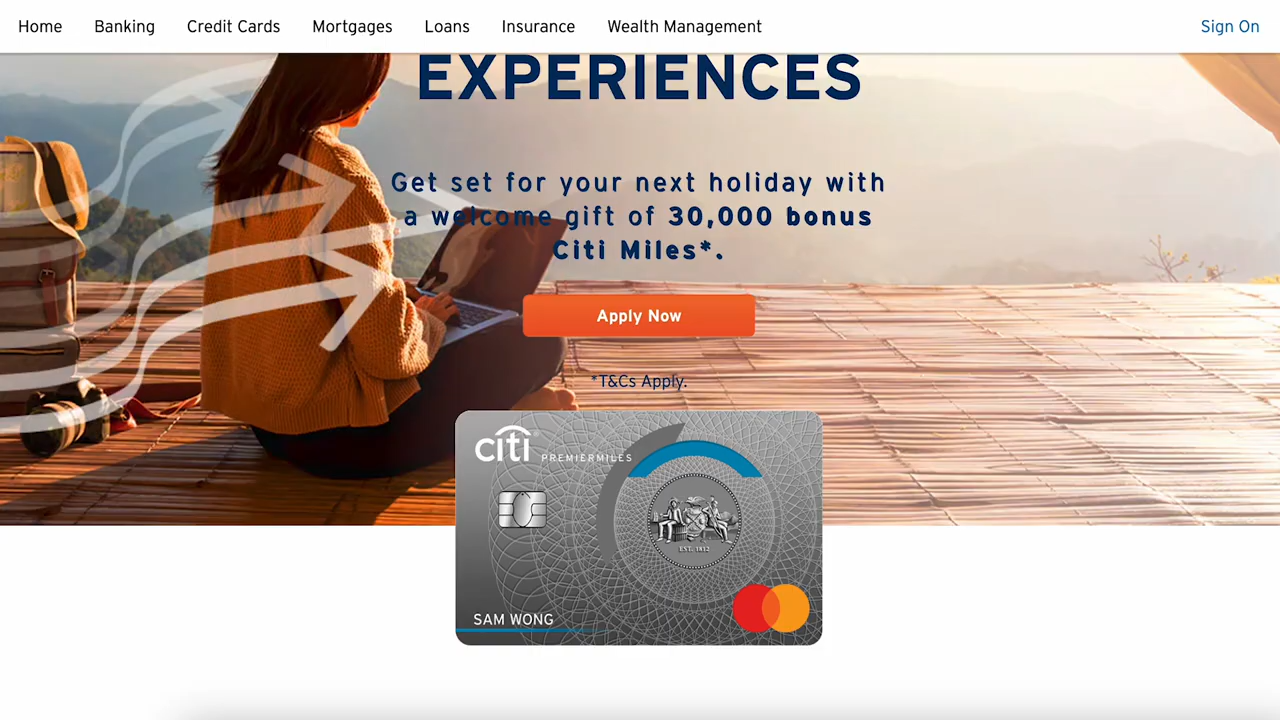 Home Banking Credit Cards Mortgages Loans Insurance Wealth Management Sign On
EXPERIENCES
Get set for your next holiday with
a welcome gift of 30,000 bonus
Citi Miles*.
Apply Now
*T&Cs Apply.
citi® PREMIERMILES
EST. 1812
SAM WONG